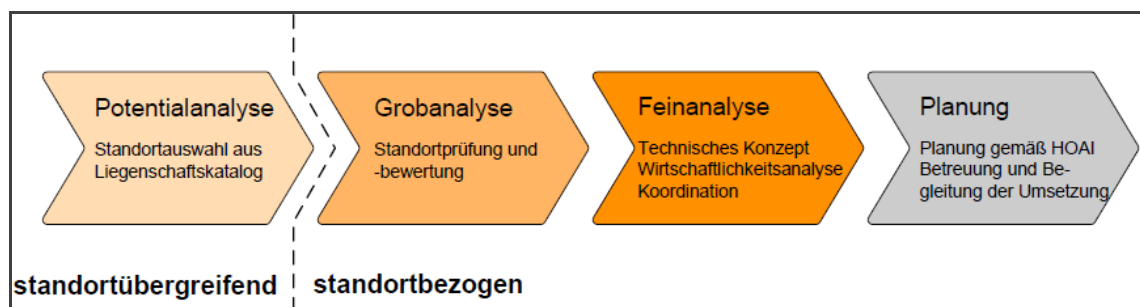 Potentialanalyse
Standortauswahl aus
Liegenschaftskatalog
Grobanalyse
Standortprüfung und
-bewertung
Feinanalyse
Technisches Konzept
Wirtschaftlichkeitsanalyse
Koordination
Planung
Planung gemäß HOAI
Betreuung und Be-
gleitung der Umsetzung
standortübergreifend
standortbezogen